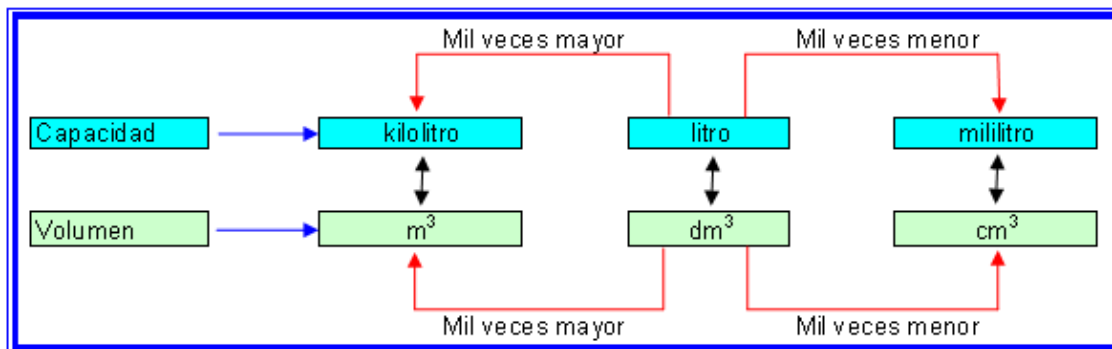 Mil veces mayor Mil veces menor
Capacidad kilolitro litro mililitro
Volumen m³ dm³ cm³
Mil veces mayor Mil veces menor